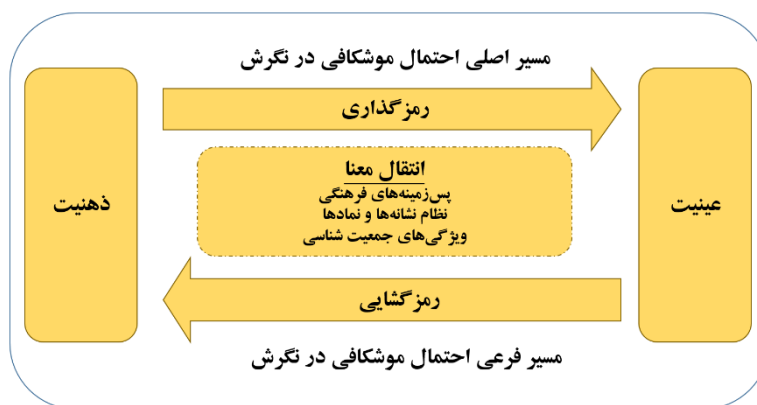 مسیر اصلی احتمال موشکافی در نگرش
رمزگذاری
عینیت
انتقال معنا
پس‌زمینه‌های فرهنگی
نظام نشانه‌ها و نمادها
ویژگی‌های جمعیت شناسی
ذهنیت
رمزگشایی
مسیر فرعی احتمال موشکافی در نگرش